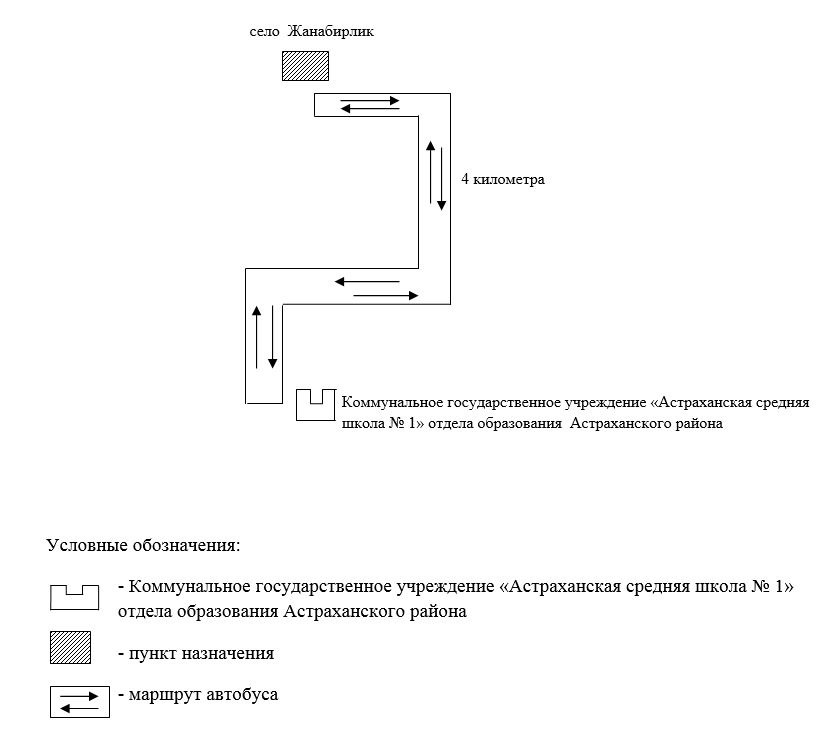 село Жанабирлик
4 километра
Коммунальное государственное учреждение «Астраханская средняя
школа № 1» отдела образования Астраханского района
Условные обозначения:
- Коммунальное государственное учреждение «Астраханская средняя школа № 1»
отдела образования Астраханского района
- пункт назначения
- маршрут автобуса